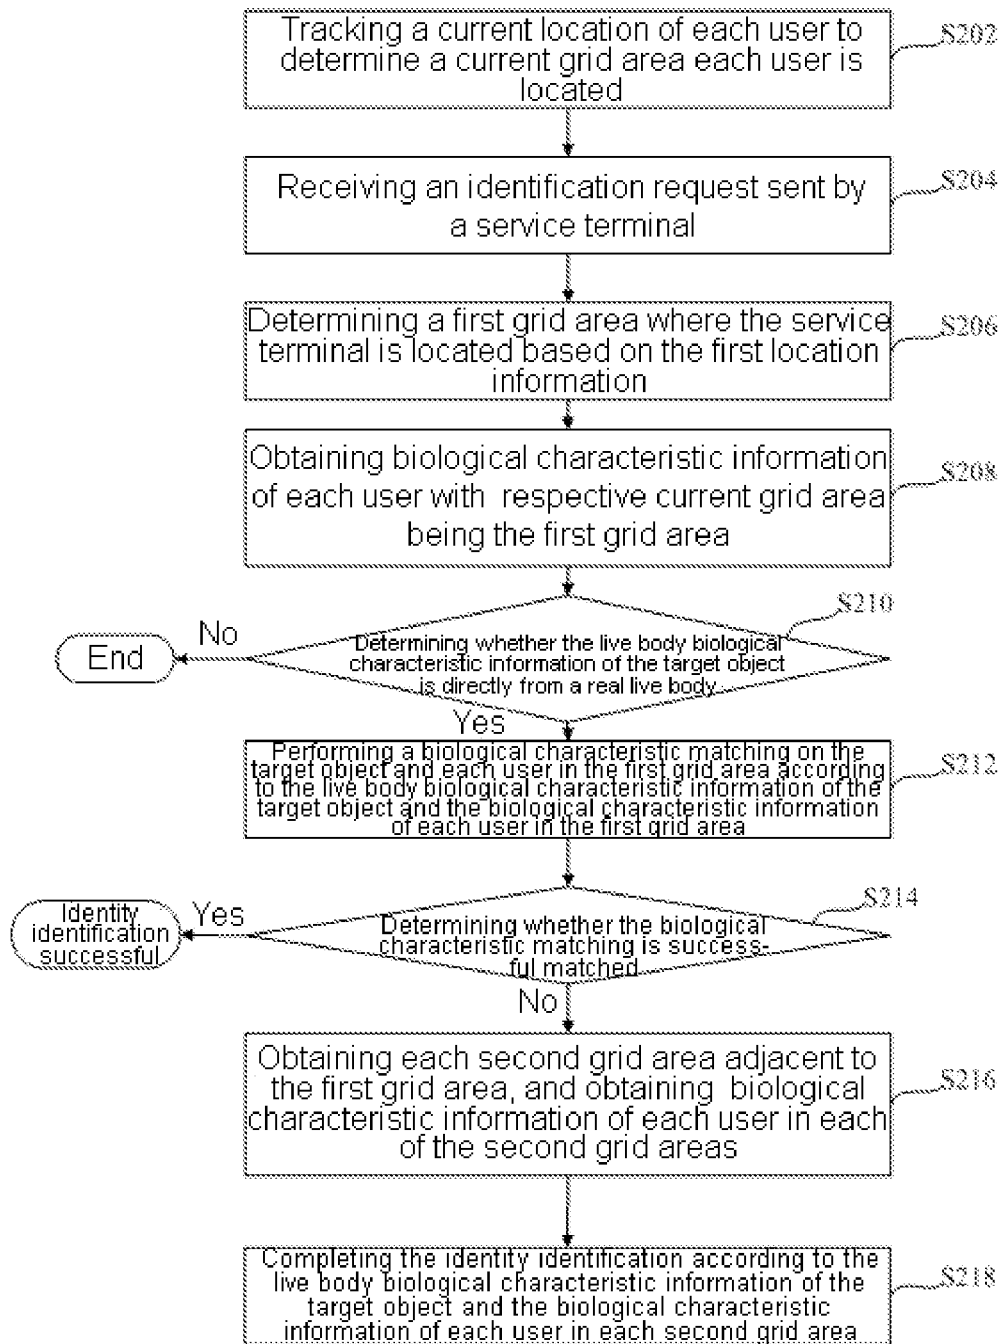 Tracking a current location of each user to
determine a current grid area each user is
located
S202
Receiving an identification request sent by
a service terminal
S204
Determining a first grid area where the service
terminal is located based on the first location
information
S206
Obtaining biological characteristic information
of each user with respective current grid area
being the first grid area
S208
S210
Determining whether the live body biological
characteristic information of the target object
is directly from a real live body
No
End
Yes
Performing a biological characteristic matching on the
target object and each user in the first grid area according
to the live body biological characteristic information of the
target object and the biological characteristic information
of each user in the first grid area
S212
S214
Determining whether the biological
characteristic matching is success-
ful matched
Yes
Identity
identification
successful
No
Obtaining each second grid area adjacent to
the first grid area, and obtaining biological
characteristic information of each user in each
of the second grid areas
S216
Completing the identity identification according to the
live body biological characteristic information of the
target object and the biological characteristic
information of each user in each second grid area
S218